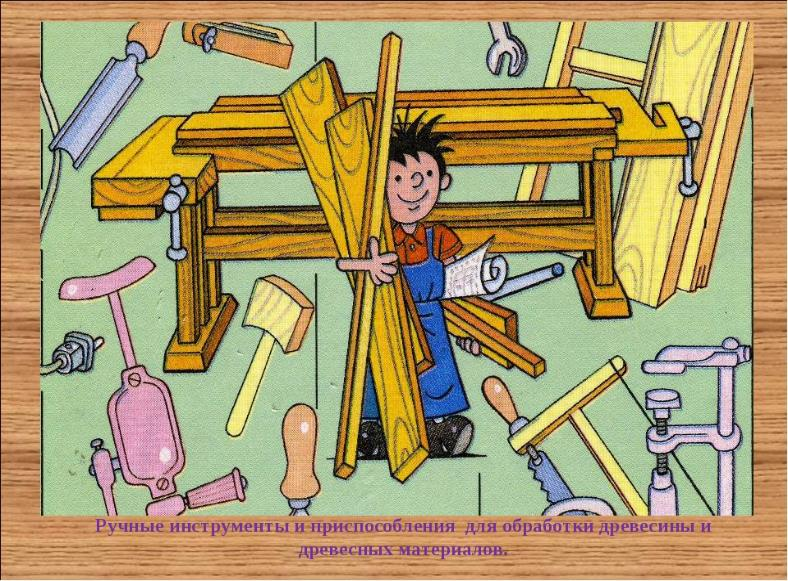 Ручные инструменты и приспособления для обработки древесины и
древесных материалов.